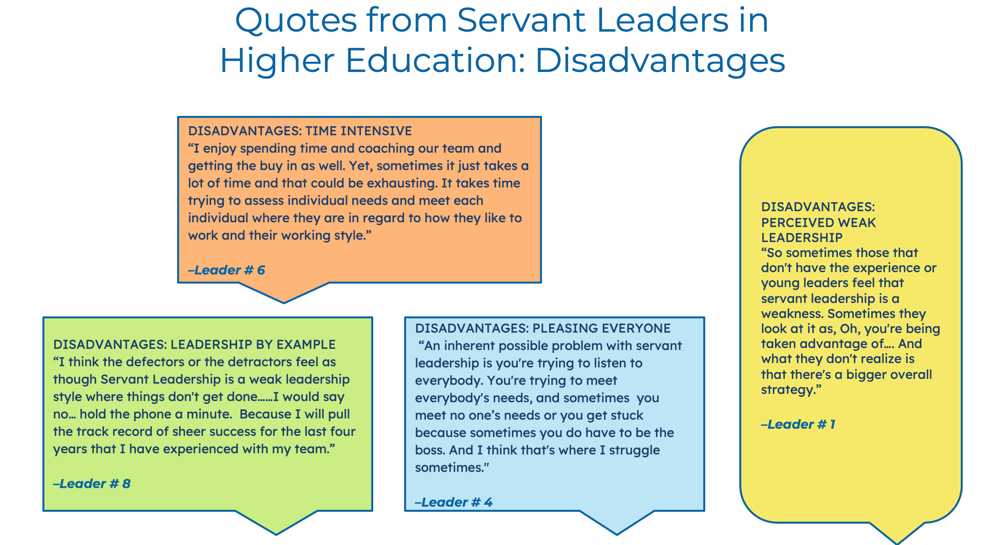 Quotes from Servant Leaders in
Higher Education: Disadvantages
DISADVANTAGES: TIME INTENSIVE
“I enjoy spending time and coaching our team and
getting the buy in as well. Yet, sometimes it just takes a
lot of time and that could be exhausting. It takes time
trying to assess individual needs and meet each
individual where they are in regard to how they like to
work and their working style.”
–Leader # 6
DISADVANTAGES: LEADERSHIP BY EXAMPLE
“I think the defectors or the detractors feel as
though Servant Leadership is a weak leadership
style where things don't get done......I would say
no... hold the phone a minute.  Because I will pull
the track record of sheer success for the last four
years that I have experienced with my team.”
–Leader # 8
DISADVANTAGES: PLEASING EVERYONE
“An inherent possible problem with servant
leadership is you're trying to listen to
everybody. You're trying to meet
everybody's needs, and sometimes  you
meet no one’s needs or you get stuck
because sometimes you do have to be the
boss. And I think that's where I struggle
sometimes."
–Leader # 4
DISADVANTAGES:
PERCEIVED WEAK
LEADERSHIP
“So sometimes those that
don't have the experience or
young leaders feel that
servant leadership is a
weakness. Sometimes they
look at it as, Oh, you're being
taken advantage of.... And
what they don't realize is
that there's a bigger overall
strategy.”
–Leader # 1